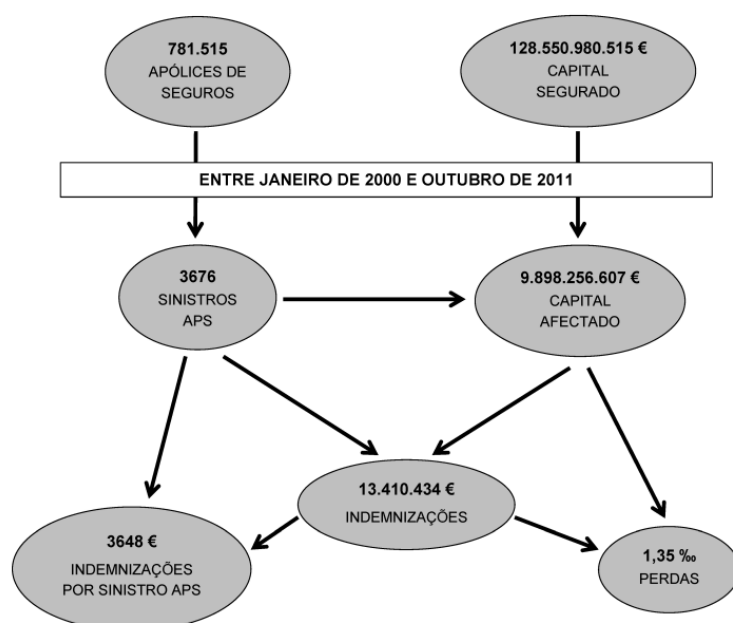 781.515
APÓLICES DE
SEGUROS
128.550.980.515 €
CAPITAL
SEGURADO
ENTRE JANEIRO DE 2000 E OUTUBRO DE 2011
3676
SINISTROS
APS
9.898.256.607 €
CAPITAL
AFECTADO
13.410.434 €
INDEMNIZAÇÕES
3648 €
INDEMNIZAÇÕES
POR SINISTRO APS
1,35 ‰
PERDAS